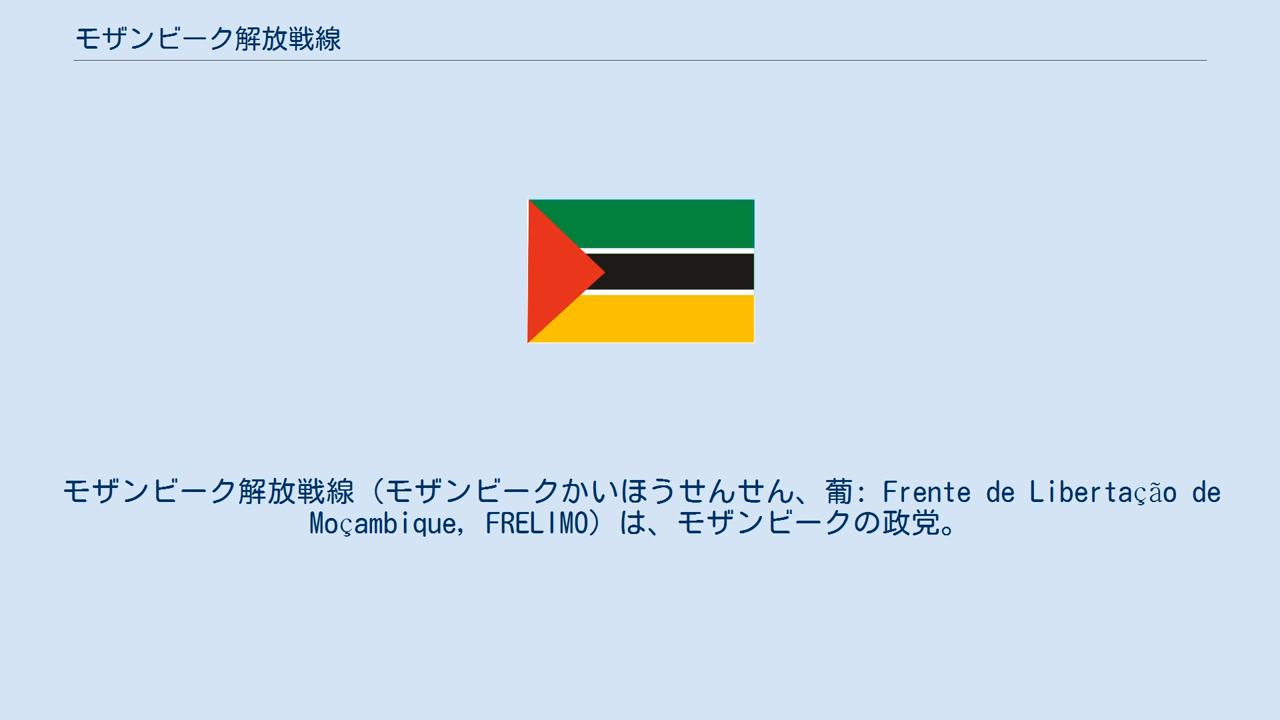 モザンビーク解放戦線
モザンビーク解放戦線（モザンビークかいほうせんせん、葡: Frente de Libertação de
Moçambique, FRELIMO）は、モザンビークの政党。